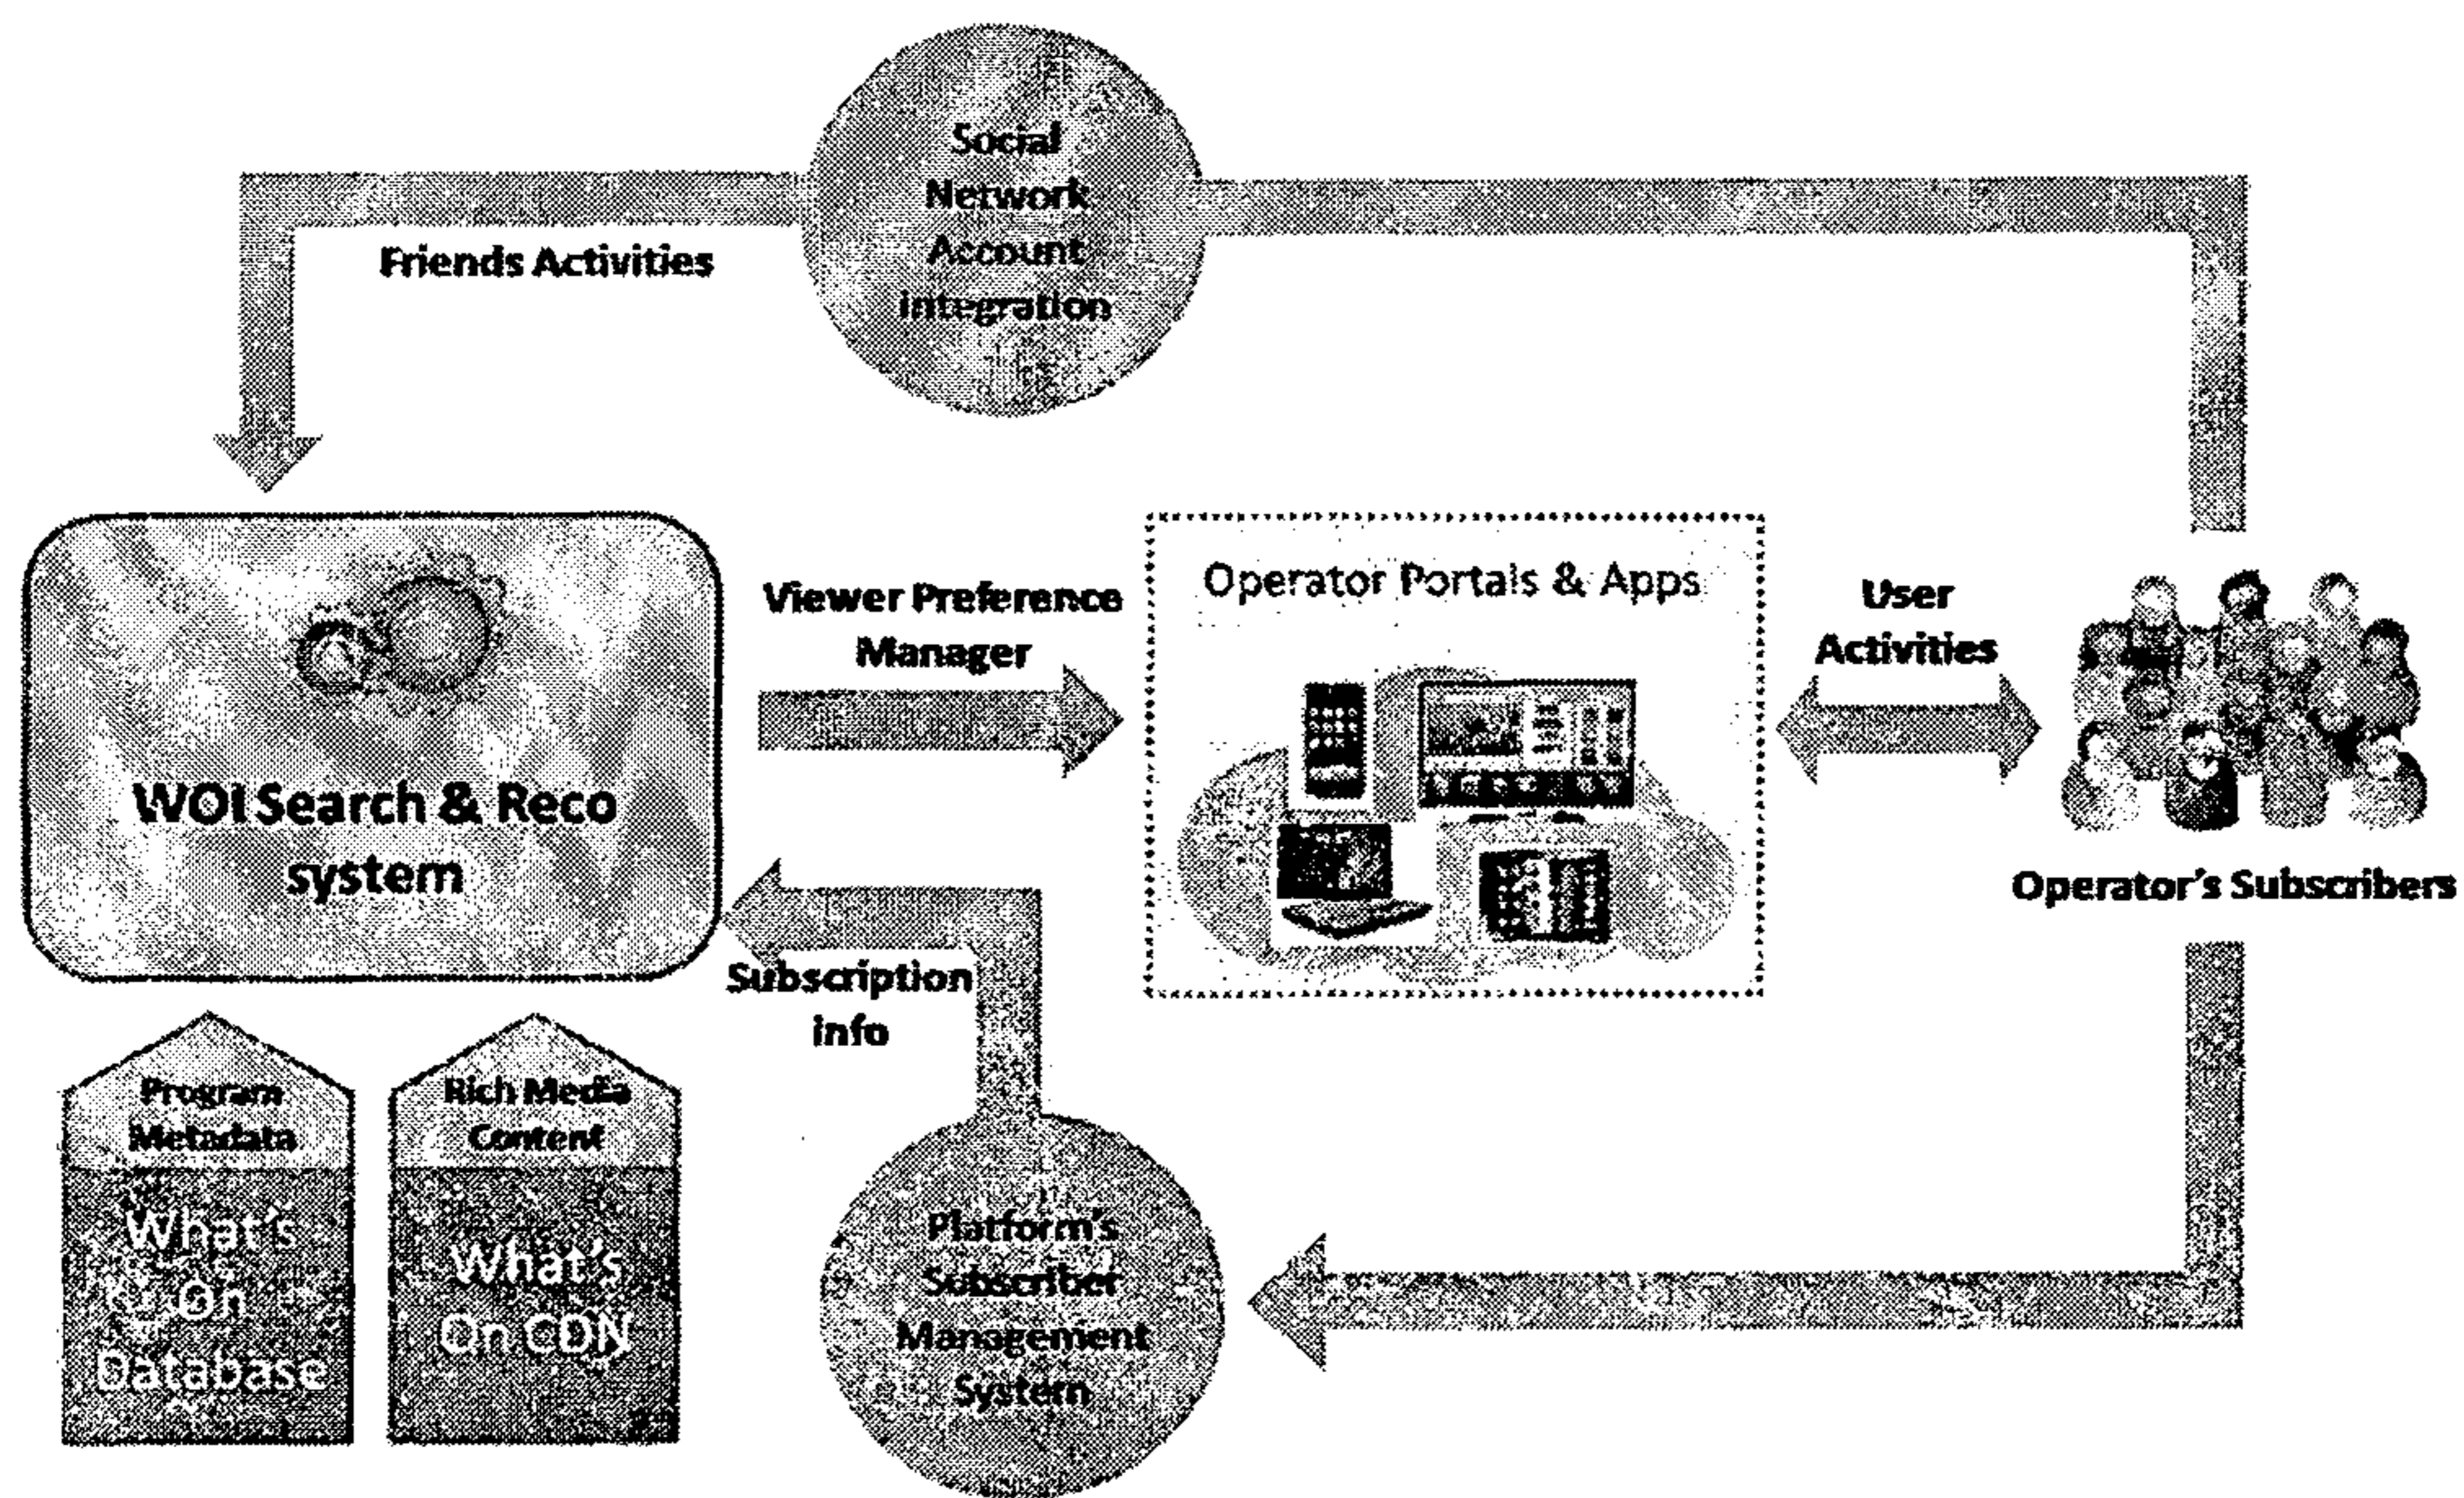 Social
Network
Account
integration
Friends Activities
WOI Search & Reco
system
Viewer Preference
Manager
Operator Portals & Apps
User
Activities
Operator's Subscribers
Subscription
info
Program
Metadata
What's
On
Database
Rich Media
Content
What's
On CDN
Platform's
Subscriber
Management
System